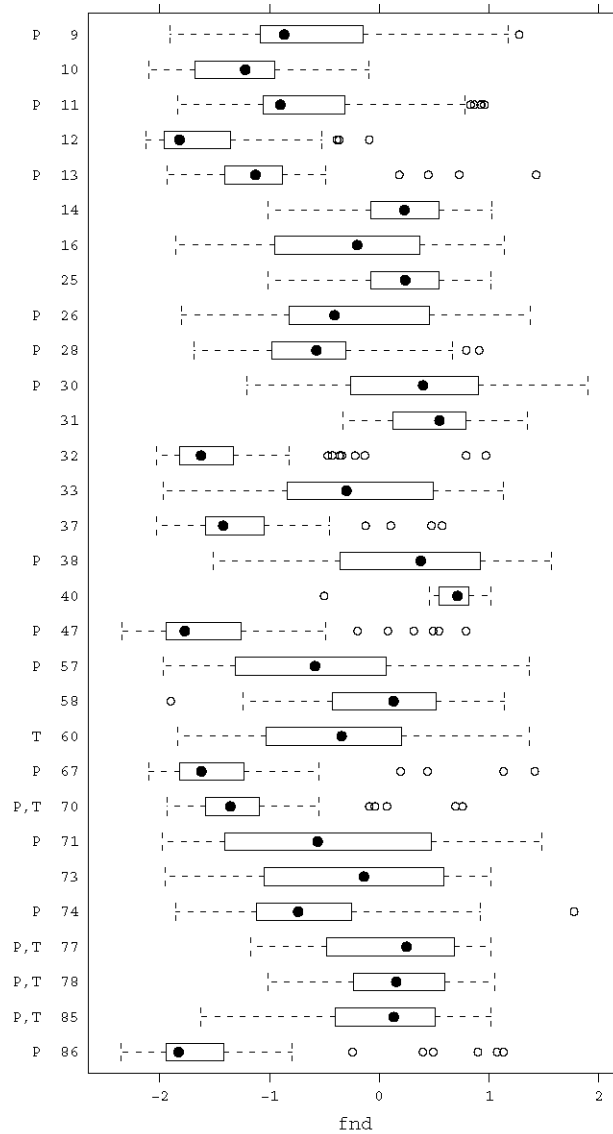 P 9
10
P 11
12
P 13
14
16
25
P 26
P 28
P 30
31
32
33
37
P 38
40
P 47
P 57
58
T 60
P 67
P,T 70
P 71
73
P 74
P,T 77
P,T 78
P,T 85
P 86
-2 -1 0 1 2
fnd